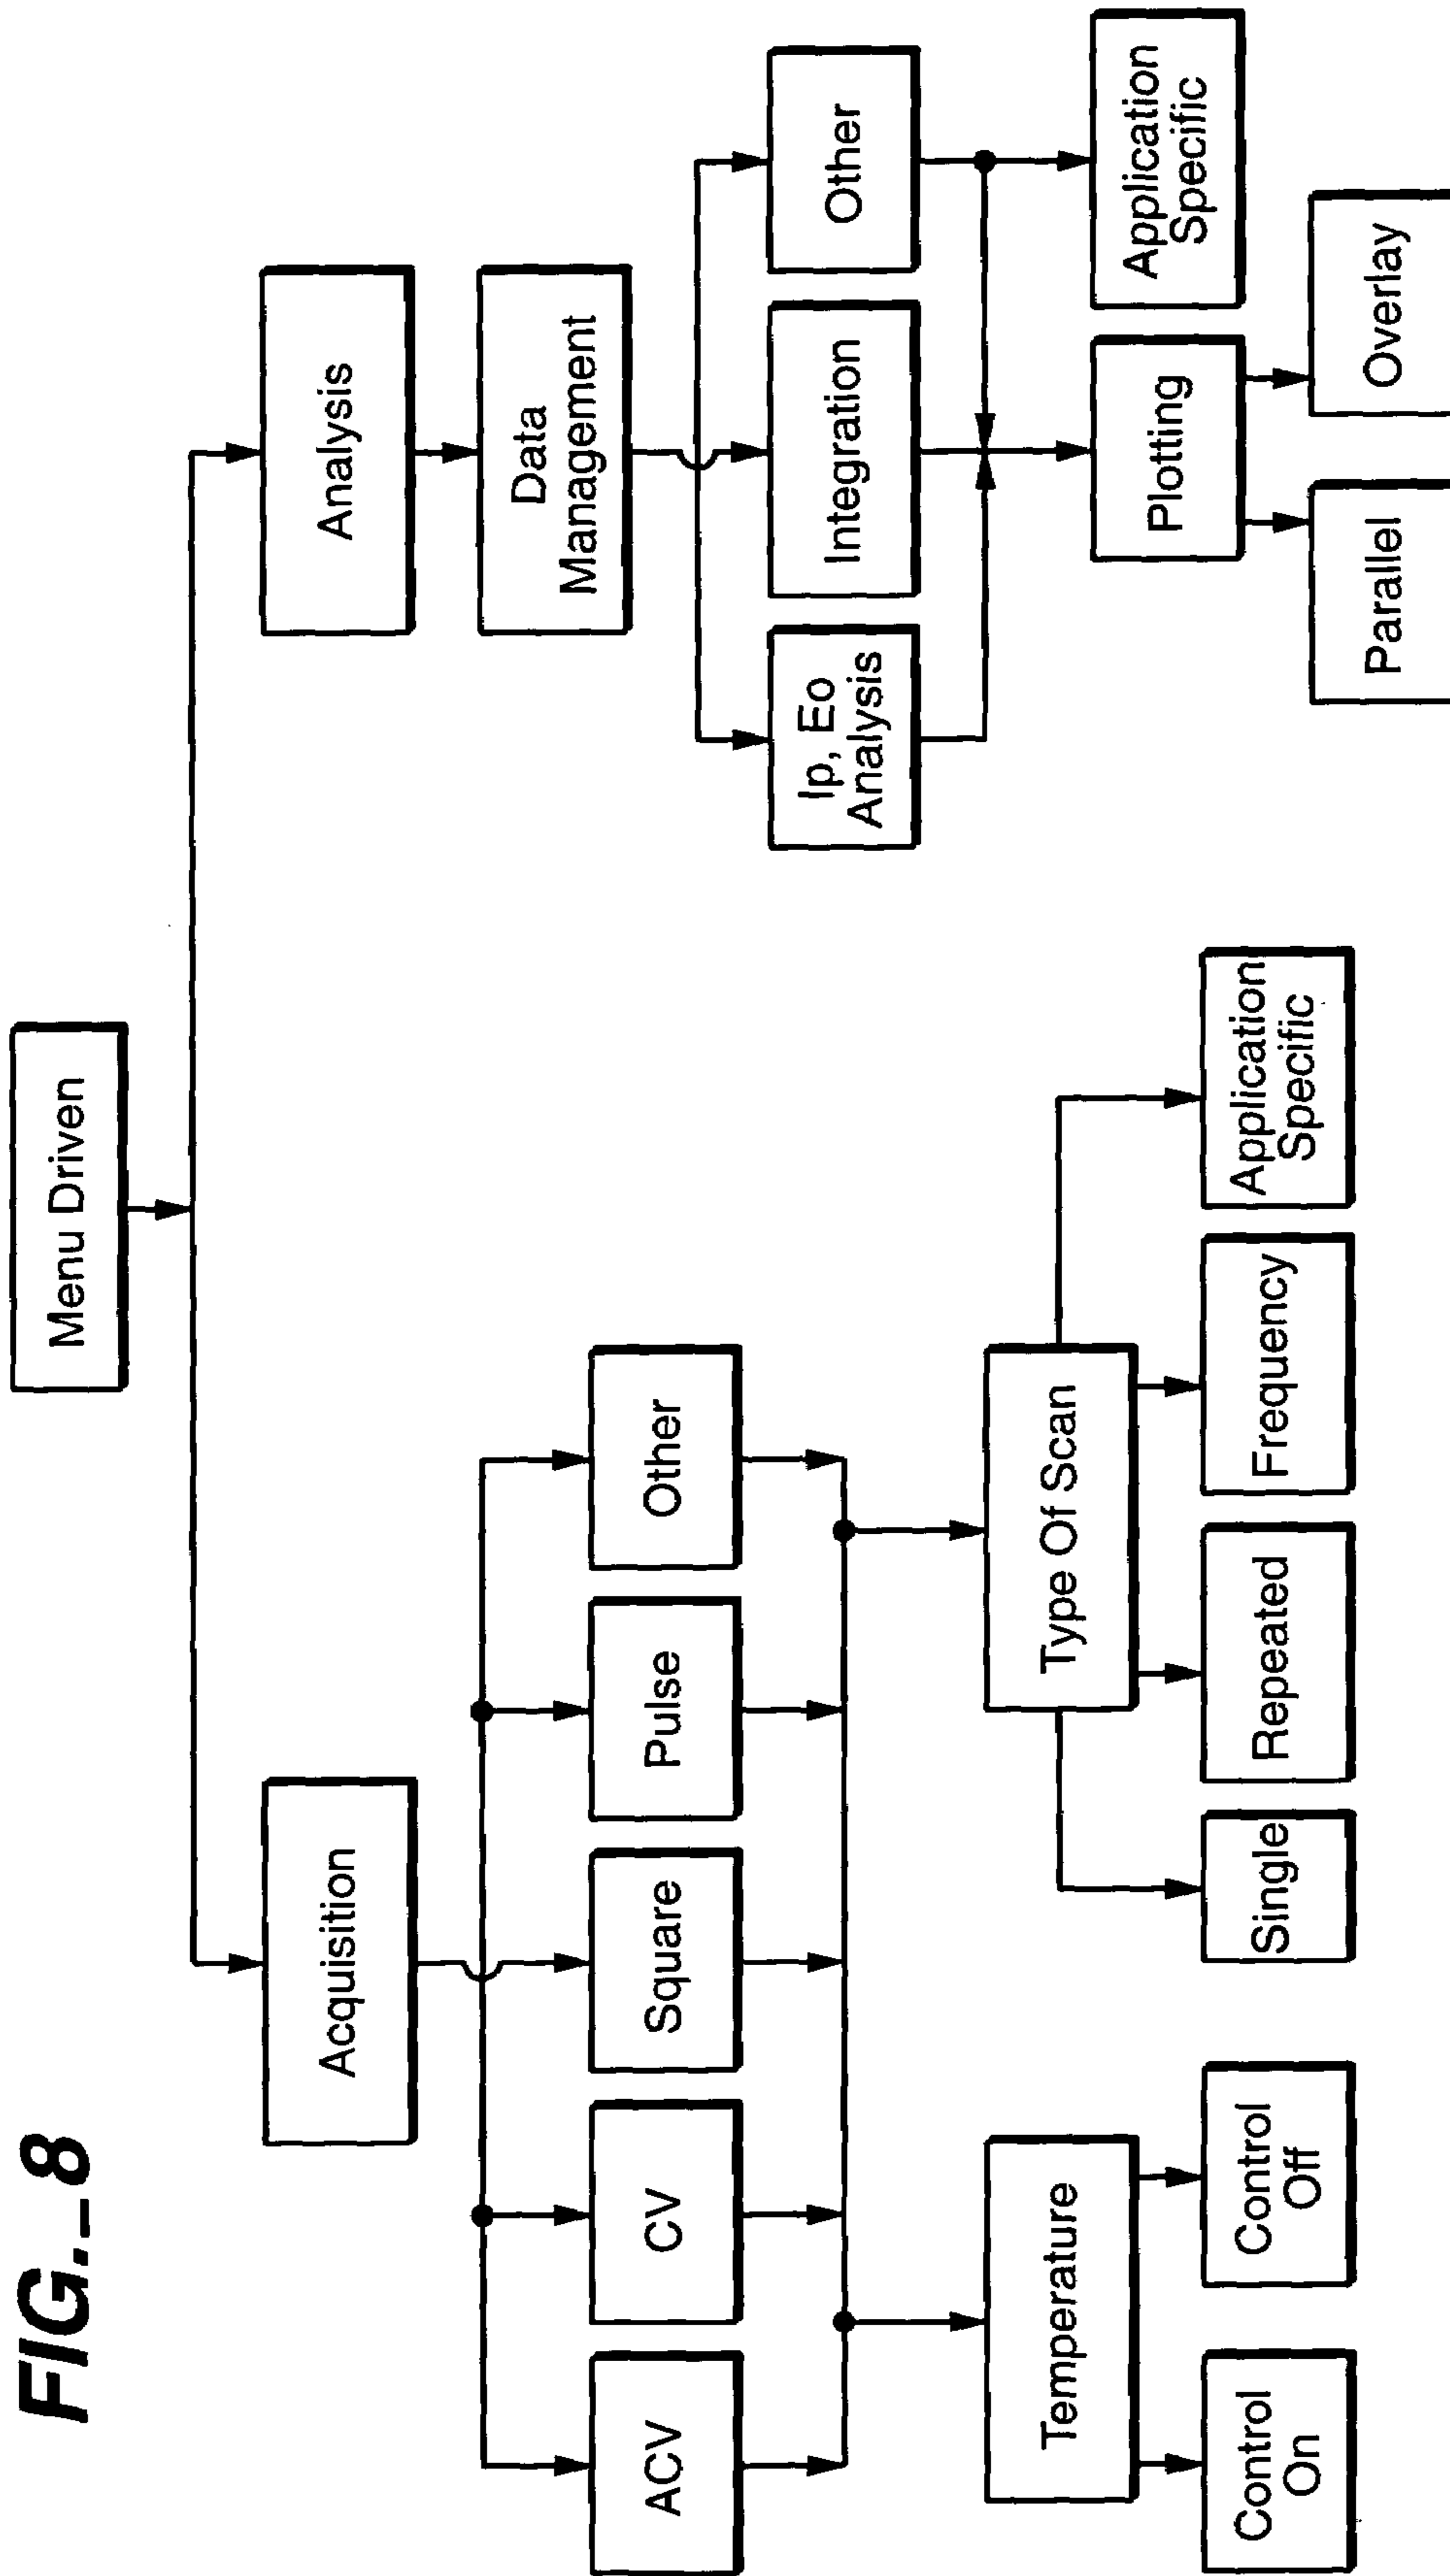 FIG._8
Menu Driven
Acquisition
Analysis
Data
Management
ACV
CV
Square
Pulse
Other
Ip, Eo
Analysis
Integration
Other
Temperature
Type Of Scan
Plotting
Application
Specific
Control
On
Control
Off
Single
Repeated
Frequency
Application
Specific
Parallel
Overlay